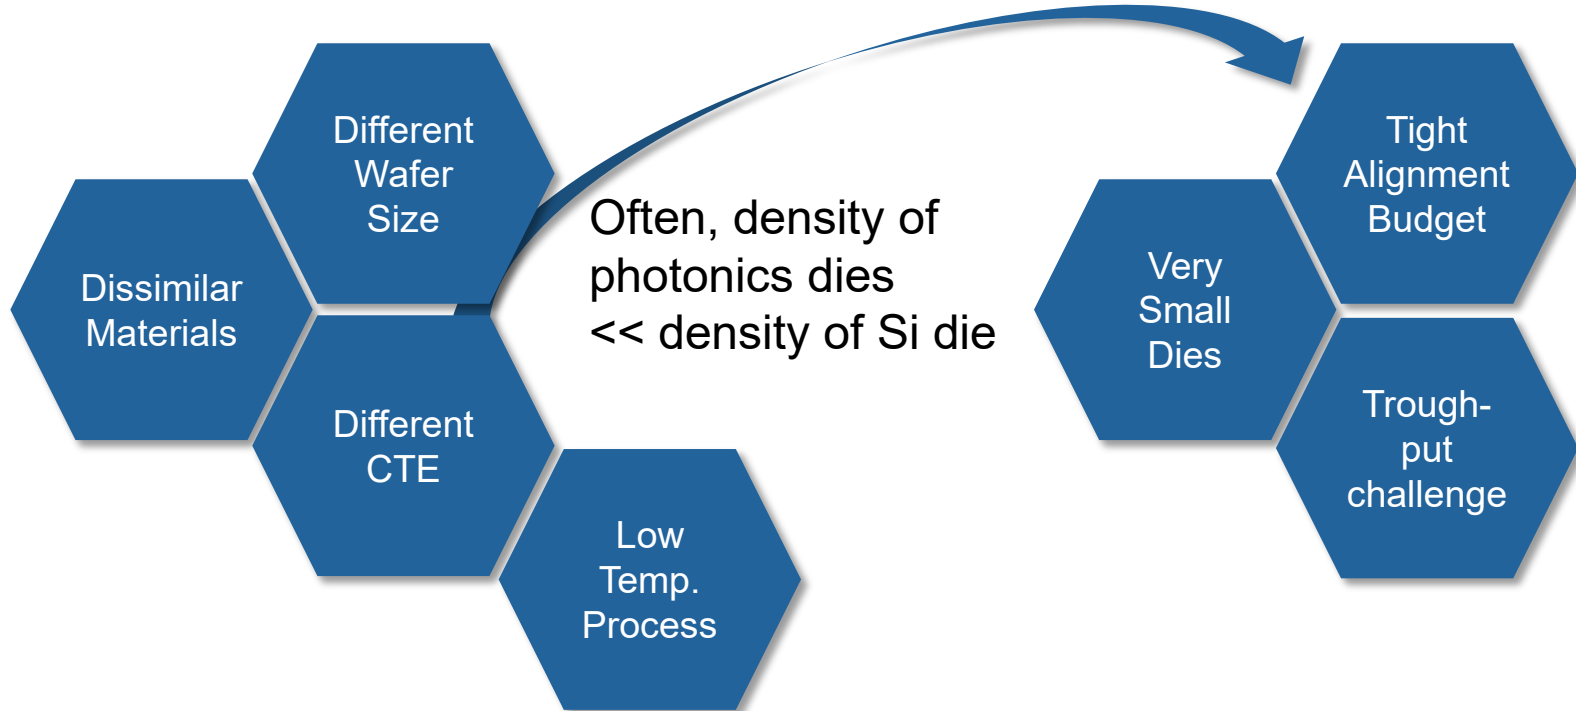 Different
Wafer
Size
Dissimilar
Materials
Different
CTE
Low
Temp.
Process
Often, density of
photonics dies
<< density of Si die
Very
Small
Dies
Tight
Alignment
Budget
Trough-
put
challenge